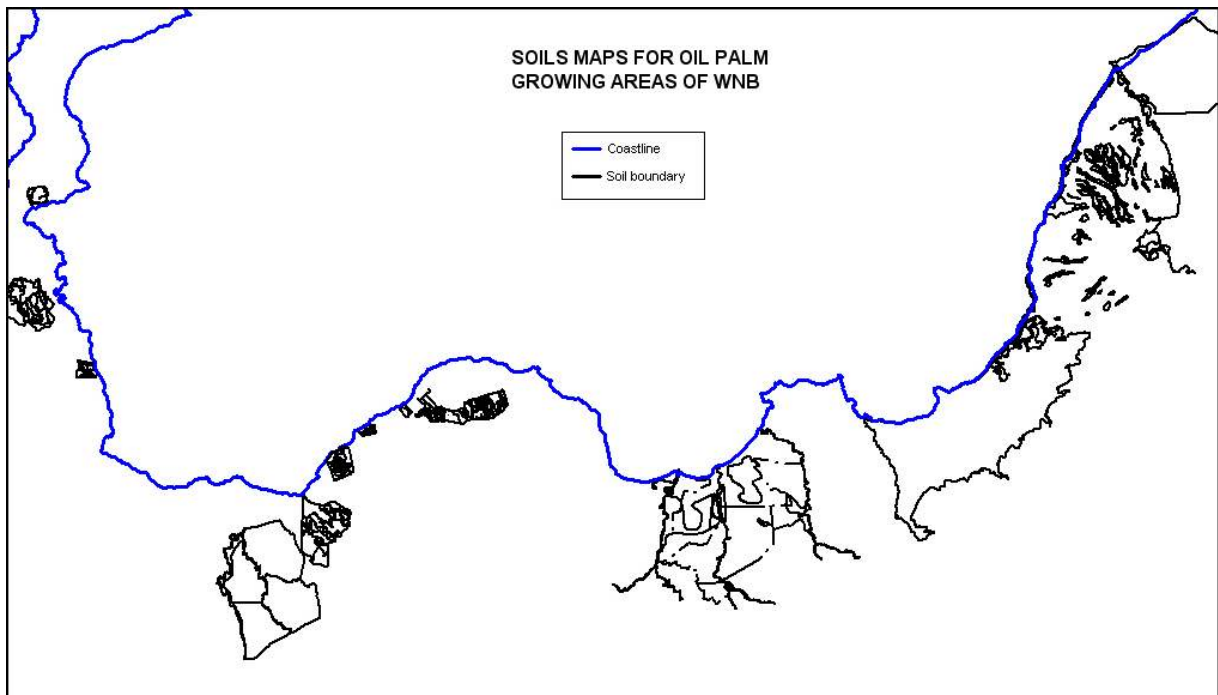 SOILS MAPS FOR OIL PALM
GROWING AREAS OF WNB
Coastline
Soil boundary